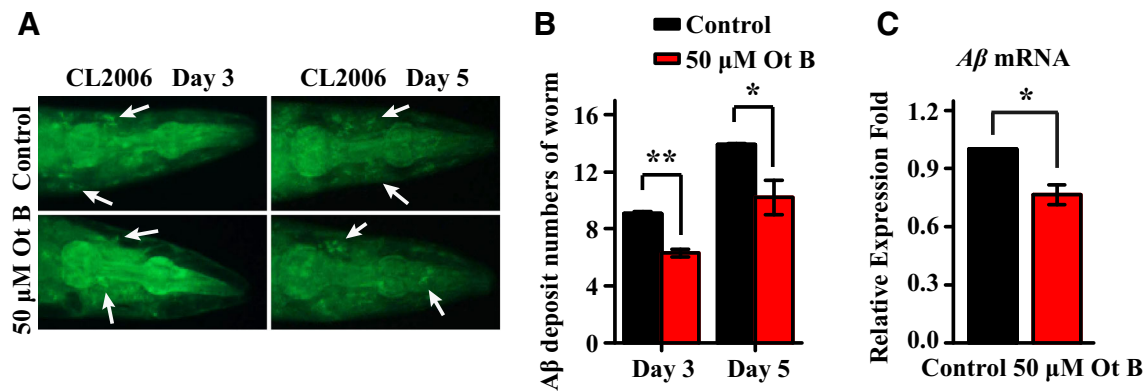 A
CL2006 Day 3
CL2006 Day 5
Control
50 μM Ot B
B
Control
50 μM Ot B
Aβ deposit numbers of worm
16
12
8
4
0
**
*
Day 3
Day 5
C
Aβ mRNA
Relative Expression Fold
1.2
0.9
0.6
0.3
0.0
*
Control 50 μM Ot B